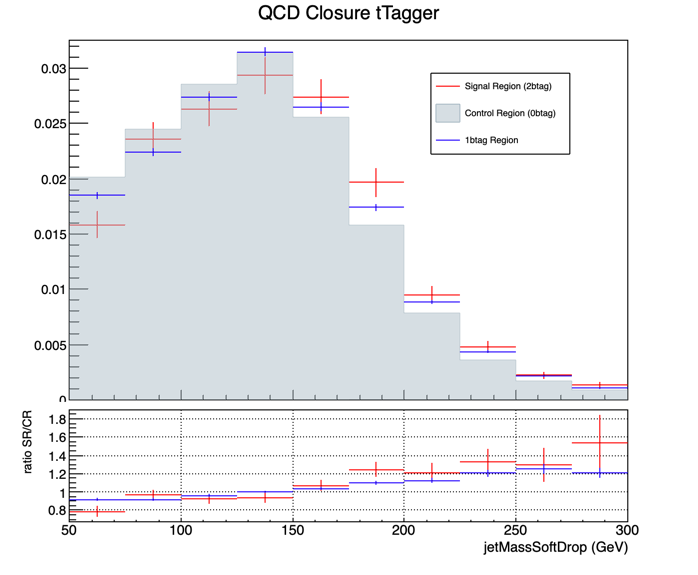 QCD Closure tTagger
0.03
0.025
0.02
0.015
0.01
0.005
0
Signal Region (2btag)
Control Region (0btag)
1btag Region
ratio SR/CR
1.8
1.6
1.4
1.2
1
0.8
50 100 150 200 250 300
jetMassSoftDrop (GeV)